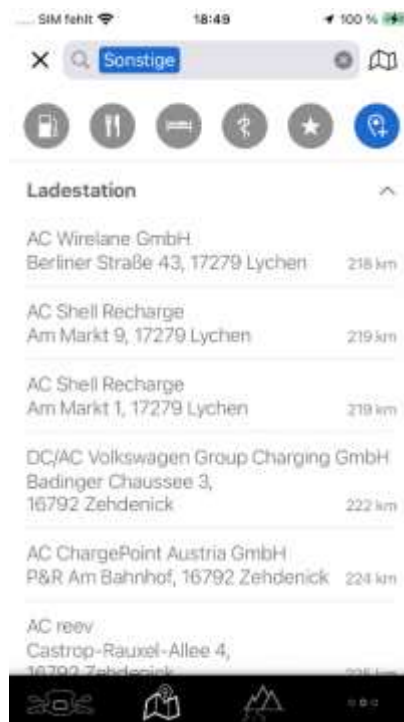 SIM fehlt 18:49 100 %
Sonstige
Ladestation
AC Wirelane GmbH
Berliner Straße 43, 17279 Lychen 218 km
AC Shell Recharge
Am Markt 9, 17279 Lychen 219 km
AC Shell Recharge
Am Markt 1, 17279 Lychen 219 km
DC/AC Volkswagen Group Charging GmbH
Badinger Chaussee 3,
16792 Zehdenick 222 km
AC ChargePoint Austria GmbH
P&R Am Bahnhof, 16792 Zehdenick 224 km
AC reev
Castrop-Rauxel-Allee 4,
16792 Zehdenick